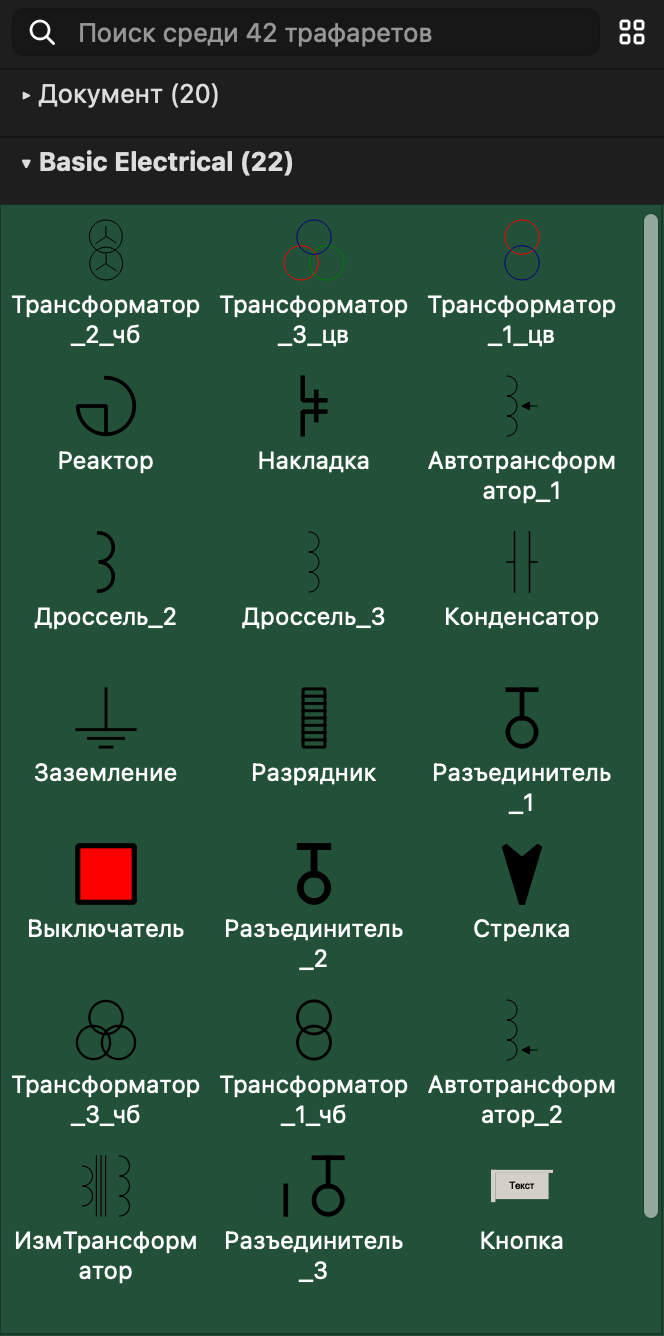 Поиск среди 42 трафаретов
Документ (20)
Basic Electrical (22)
Трансформатор
_2_чб
Трансформатор
_3_цв
Трансформатор
_1_цв
Реактор
Накладка
Автотрансформ
атор_1
Дроссель_2
Дроссель_3
Конденсатор
Заземление
Разрядник
Разъединитель
_1
Выключатель
Разъединитель
_2
Стрелка
Трансформатор
_3_чб
Трансформатор
_1_чб
Автотрансформ
атор_2
ИзмТрансформ
атор
Разъединитель
_3
Текст
Кнопка